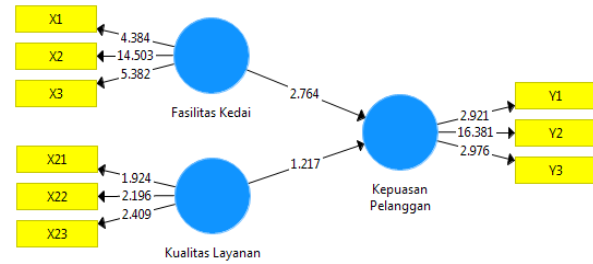 X1
X2
X3
4.384
14.503
5.382
Fasilitas Kedai
2.764
X21
X22
X23
1.924
2.196
2.409
Kualitas Layanan
1.217
Kepuasan
Pelanggan
2.921
16.381
2.976
Y1
Y2
Y3